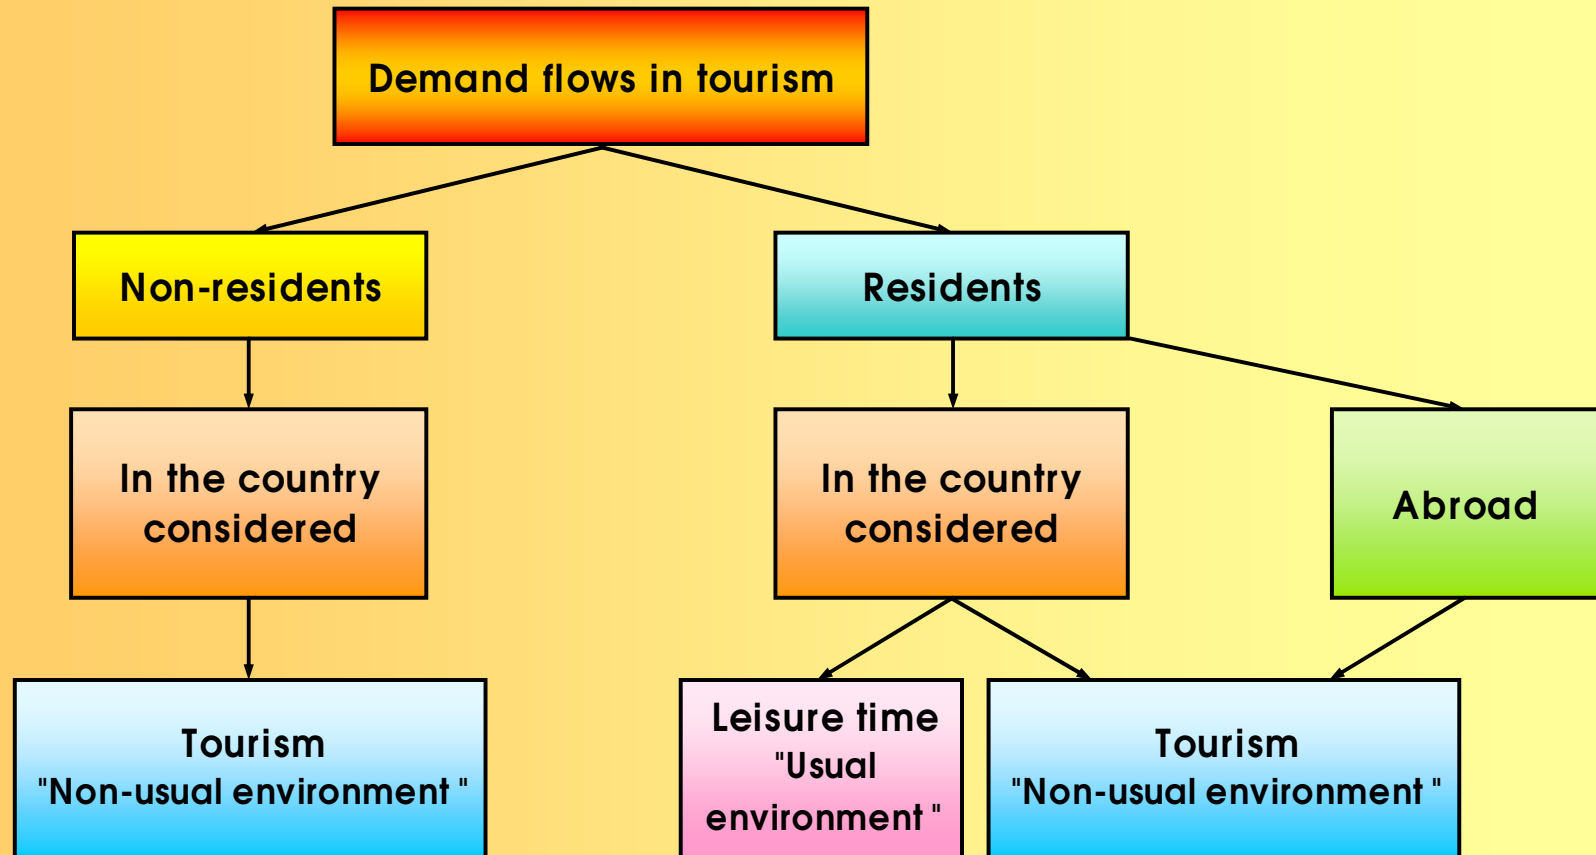 Demand flows in tourism
Non-residents
Residents
In the country
considered
In the country
considered
Abroad
Tourism
"Non-usual environment "
Leisure time
"Usual
environment "
Tourism
"Non-usual environment "